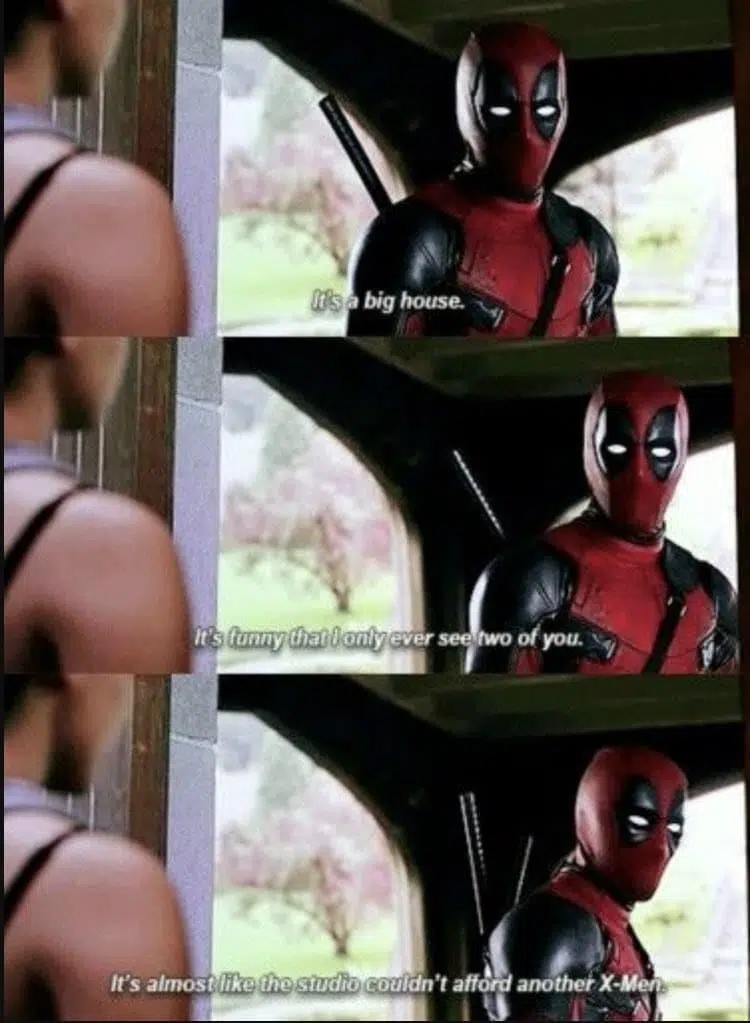 It's a big house.
It's funny that I only ever see two of you.
It's almost like the studio couldn't afford another X-Men.